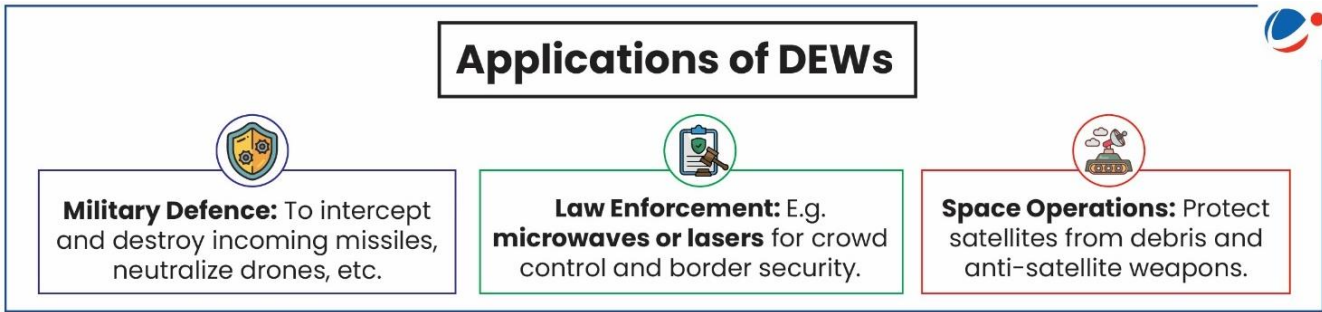 Applications of DEWs
Military Defence: To intercept
and destroy incoming missiles,
neutralize drones, etc.
Law Enforcement: E.g.
microwaves or lasers for crowd
control and border security.
Space Operations: Protect
satellites from debris and
anti-satellite weapons.